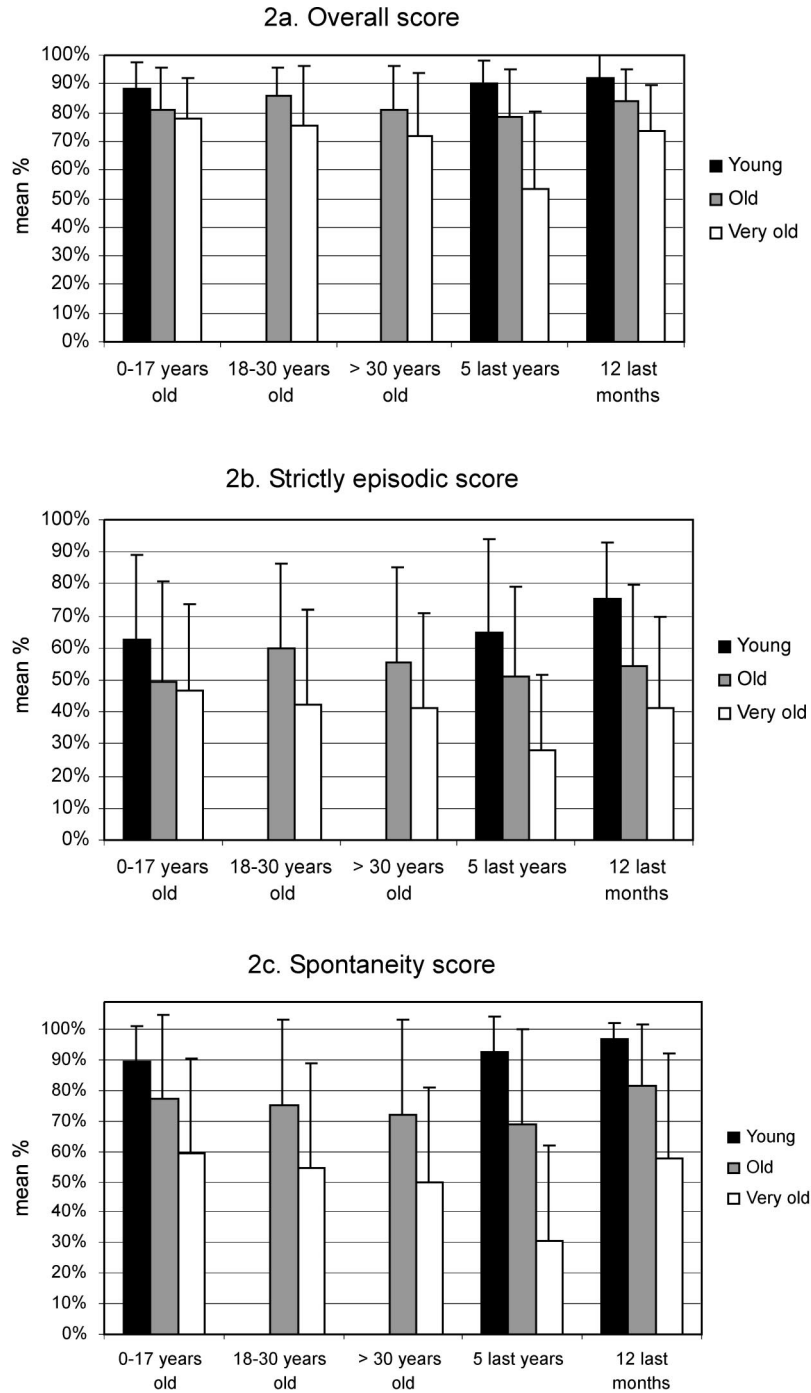 2a. Overall score
100%
90%
80%
70%
60%
50%
40%
30%
20%
10%
0%
mean %
0-17 years
old
18-30 years
old
> 30 years
old
5 last years
12 last
months
Young
Old
Very old
2b. Strictly episodic score
100%
90%
80%
70%
60%
50%
40%
30%
20%
10%
0%
mean %
0-17 years
old
18-30 years
old
> 30 years
old
5 last years
12 last
months
Young
Old
Very old
2c. Spontaneity score
100%
90%
80%
70%
60%
50%
40%
30%
20%
10%
0%
mean %
0-17 years
old
18-30 years
old
> 30 years
old
5 last years
12 last
months
Young
Old
Very old